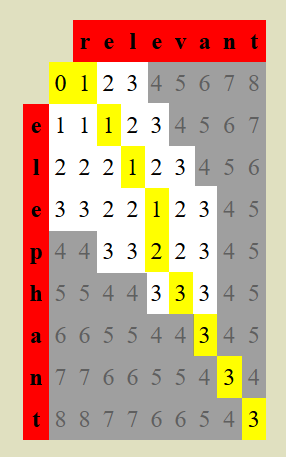 r e l e v a n t
0 1 2 3 4 5 6 7 8
e 1 1 1 2 3 4 5 6 7
l 2 2 2 1 2 3 4 5 6
e 3 3 2 2 1 2 3 4 5
p 4 4 3 3 2 2 3 4 5
h 5 5 4 4 3 3 3 4 5
a 6 6 5 5 4 4 3 4 5
n 7 7 6 6 5 5 4 3 4
t 8 8 7 7 6 6 5 4 3